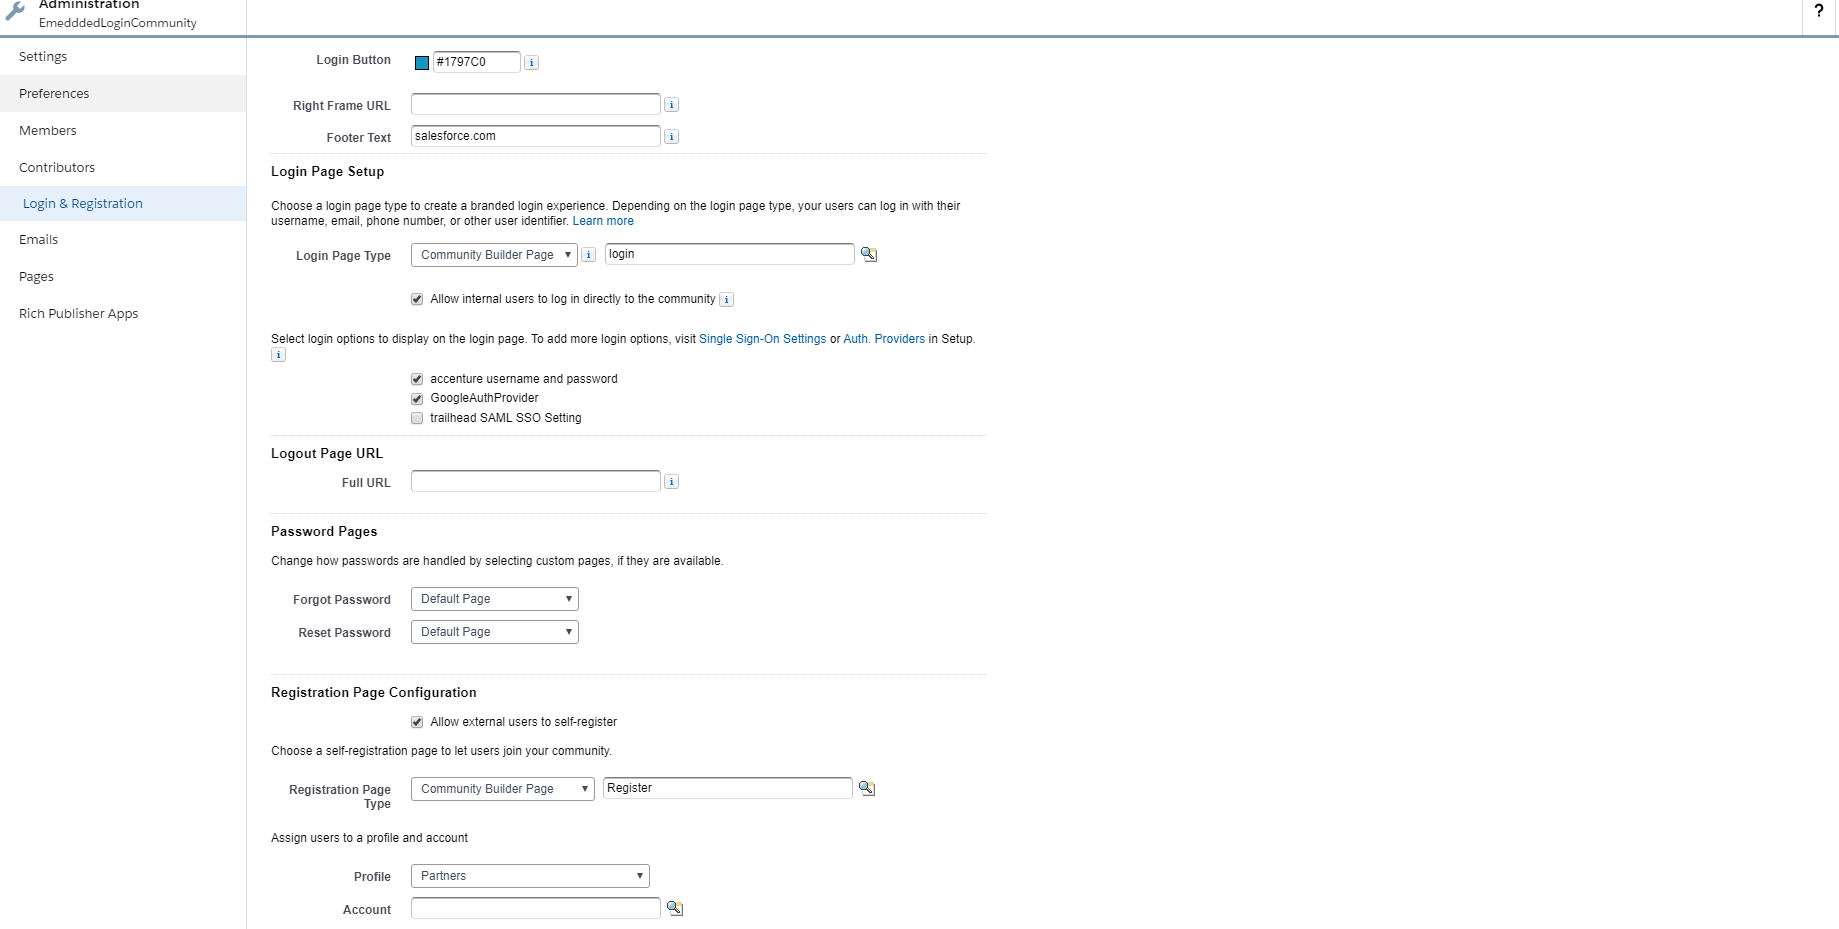 Administration
EmedddedLoginCommunity
?
Settings
Preferences
Members
Contributors
Login & Registration
Emails
Pages
Rich Publisher Apps
Login Button #1797C0 i
Right Frame URL i
Footer Text salesforce.com i
Login Page Setup
Choose a login page type to create a branded login experience. Depending on the login page type, your users can log in with their
username, email, phone number, or other user identifier. Learn more
Login Page Type Community Builder Page i login
Allow internal users to log in directly to the community i
Select login options to display on the login page. To add more login options, visit Single Sign-On Settings or Auth. Providers in Setup.
i
accenture username and password
GoogleAuthProvider
trailhead SAML SSO Setting
Logout Page URL
Full URL i
Password Pages
Change how passwords are handled by selecting custom pages, if they are available.
Forgot Password Default Page
Reset Password Default Page
Registration Page Configuration
Allow external users to self-register
Choose a self-registration page to let users join your community.
Registration Page Community Builder Page Register
Type
Assign users to a profile and account
Profile Partners
Account